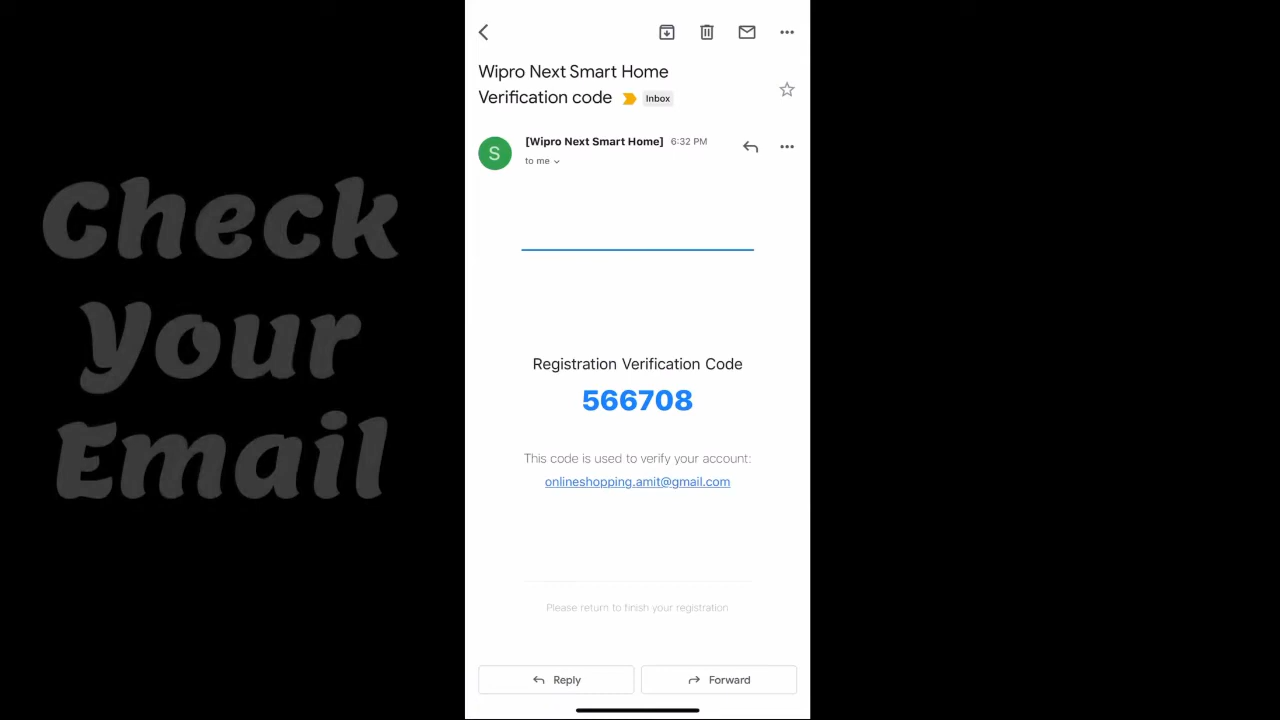 Check
Your
Email
Wipro Next Smart Home
Verification code Inbox
S
[Wipro Next Smart Home] 6:32 PM
to me
Registration Verification Code
566708
This code is used to verify your account:
onlineshopping.amit@gmail.com
Please return to finish your registration
Reply
Forward